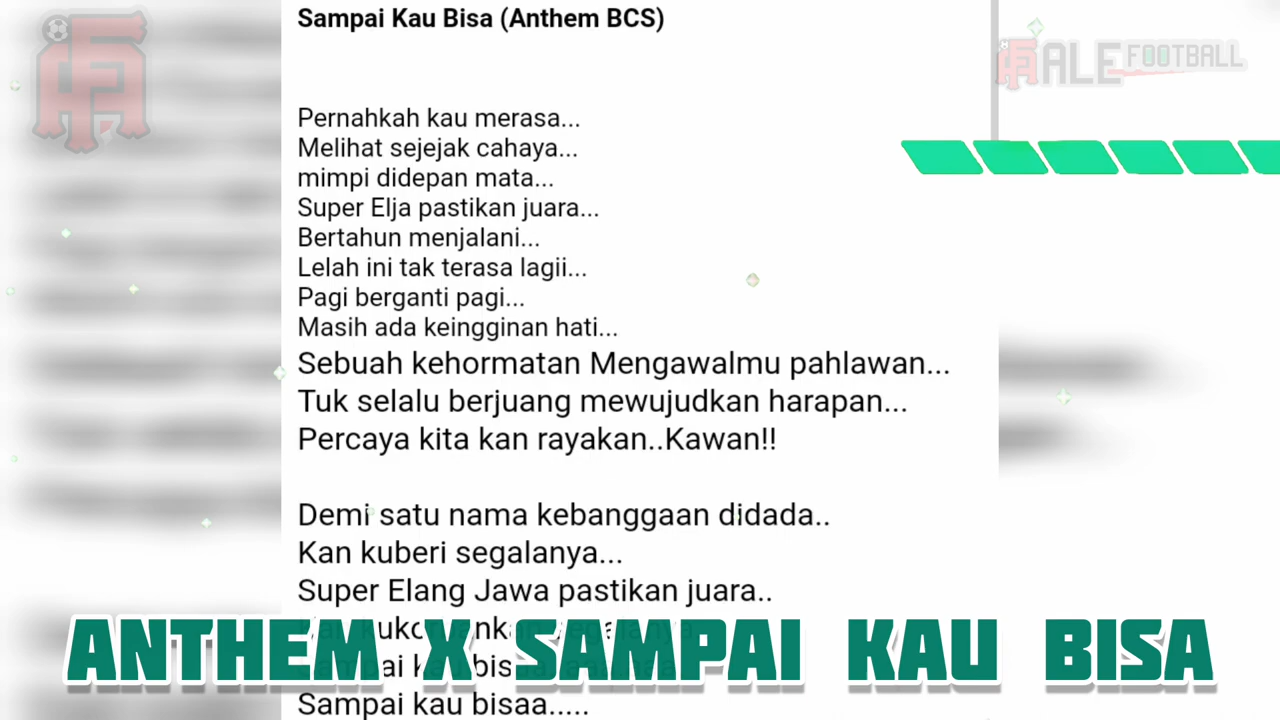 Sampai Kau Bisa (Anthem BCS)
ALE FOOTBALL
Pernahkah kau merasa...
Melihat sejejak cahaya...
mimpi didepan mata...
Super Elja pastikan juara...
Bertahun menjalani...
Lelah ini tak terasa lagii...
Pagi berganti pagi...
Masih ada keingginan hati...
Sebuah kehormatan Mengawalmu pahlawan...
Tuk selalu berjuang mewujudkan harapan...
Percaya kita kan rayakan..Kawan!!
Demi satu nama kebanggaan didada..
Kan kuberi segalanya...
Super Elang Jawa pastikan juara..
segalanya
ANTHEM X SAMPAI KAU BISA
Sampai kau bisaa.....